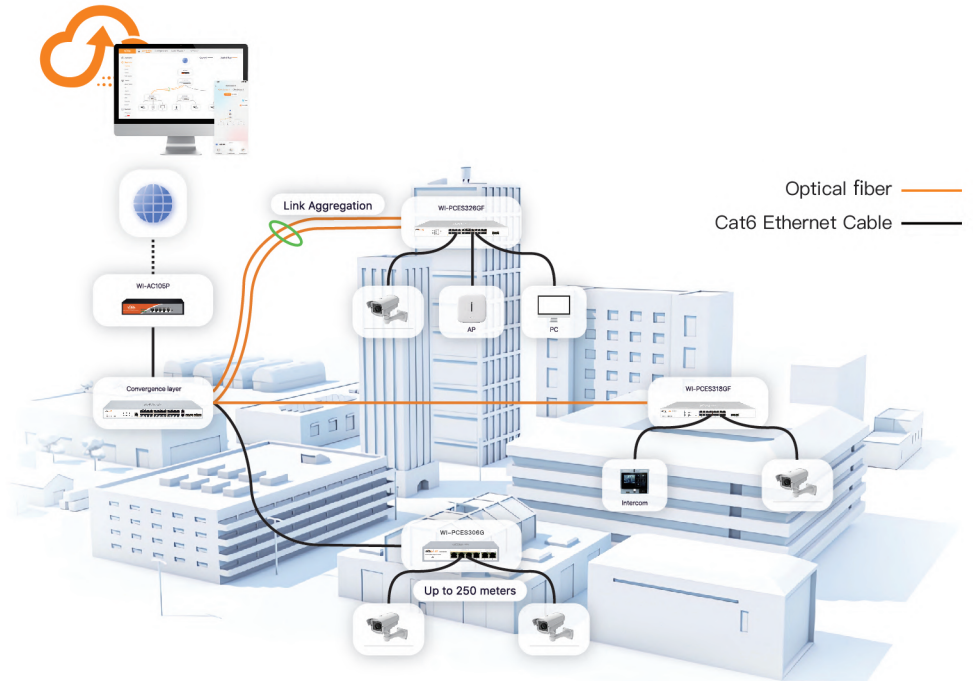 Optical fiber
Cat6 Ethernet Cable
Link Aggregation
WI-PCES326GF
WI-AC105P
AP
PC
Convergence layer
WI-PCES318GF
Intercom
WI-PCES306G
Up to 250 meters